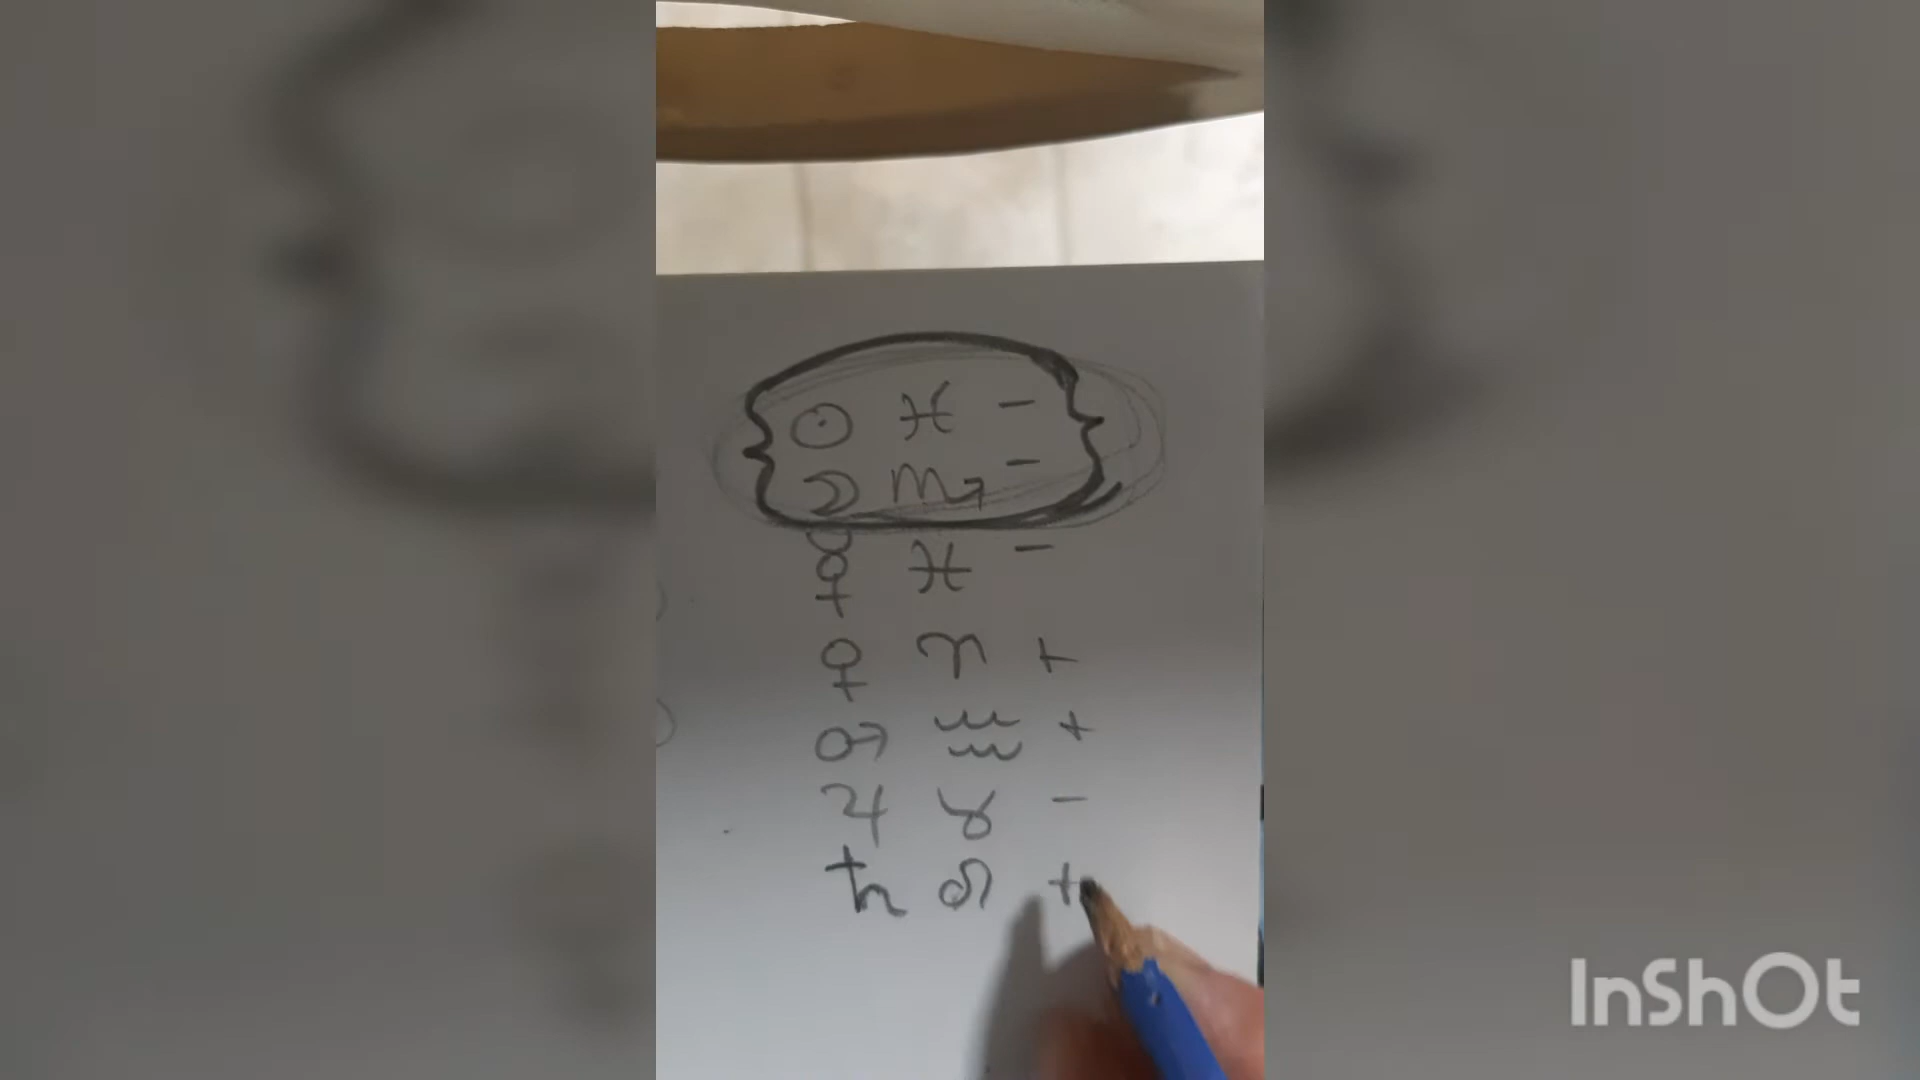 ☉ ♓ -
☽ ♏ -
☿ ♓ -
♀ ♈ +
♂ ♒ +
♃ ♉ -
♄ ♌ +
InShOt